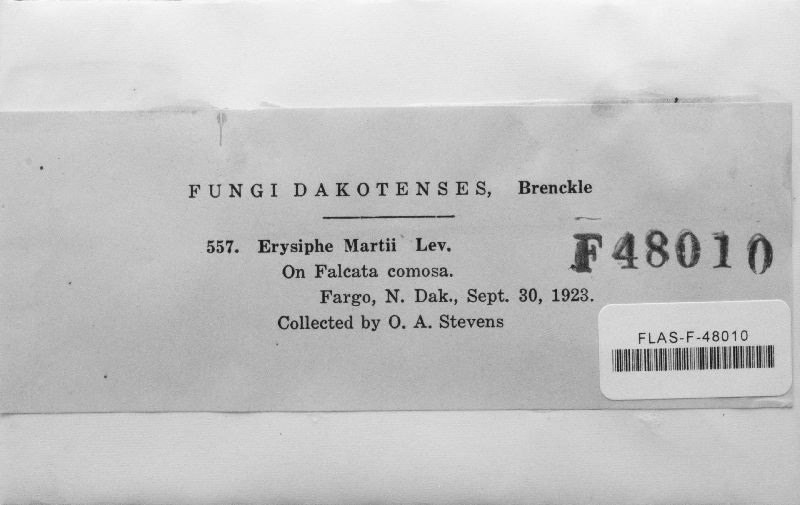 FUNGI DAKOTENSES, Brenckle
557. Erysiphe Martii Lev.
On Falcata comosa.
Fargo, N. Dak., Sept. 30, 1923.
Collected by O. A. Stevens
F48010
FLAS-F-48010